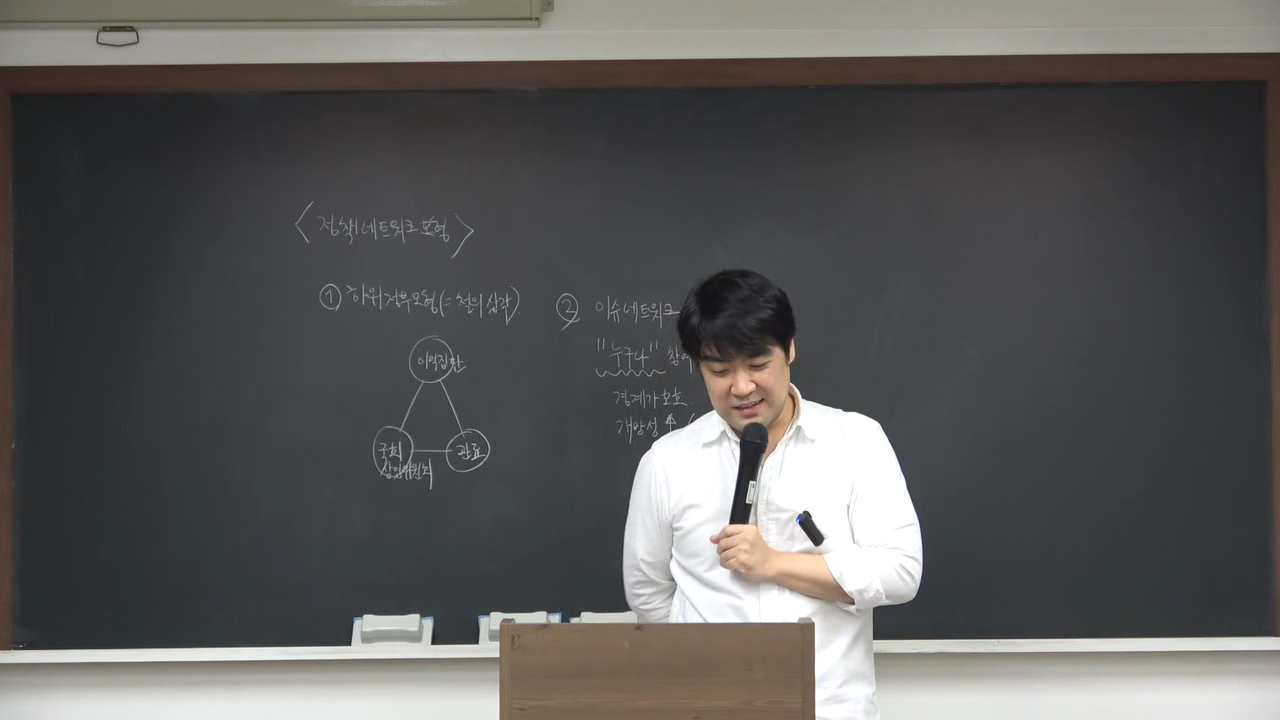 <정책네트워크 모형>
① 하위정부모형(=철의 삼각)
이익집단
국회
상임위원회
관료
② 이슈네트워크
"누구나" 참여
경계가 모호
개방성 ↑ (